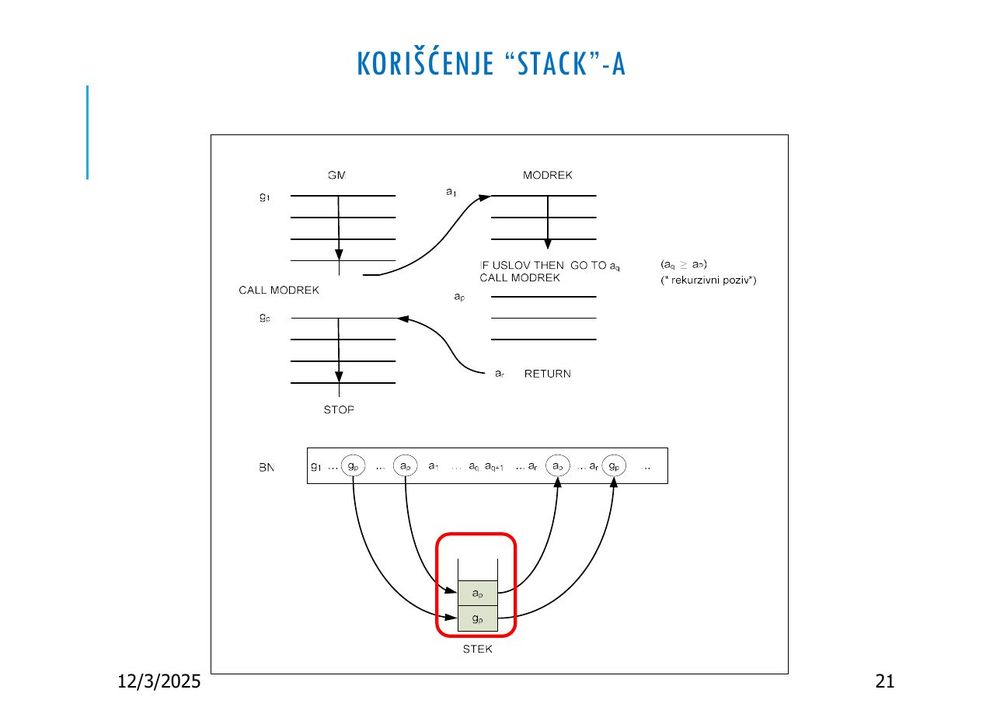 KORIŠĆENJE “STACK”-A
GM
MODREK
g1
a1
IF USLOV THEN GO TO aq
CALL MODREK
(aq ≥ ap)
(* rekurzivni poziv*)
CALL MODREK
ap
gp
ar RETURN
STOP
BN g1 ... gp ... ap a1 ... aq aq+1 ... ar ap ... ar gp ...
ap
gp
STEK
12/3/2025
21